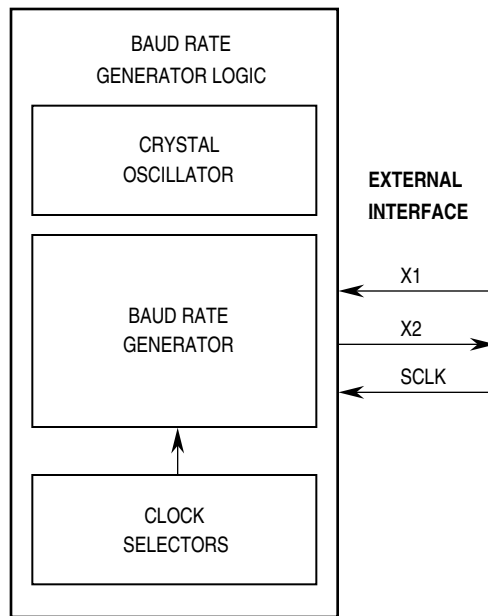 BAUD RATE
GENERATOR LOGIC
CRYSTAL
OSCILLATOR
EXTERNAL
INTERFACE
BAUD RATE
GENERATOR
X1
X2
SCLK
CLOCK
SELECTORS